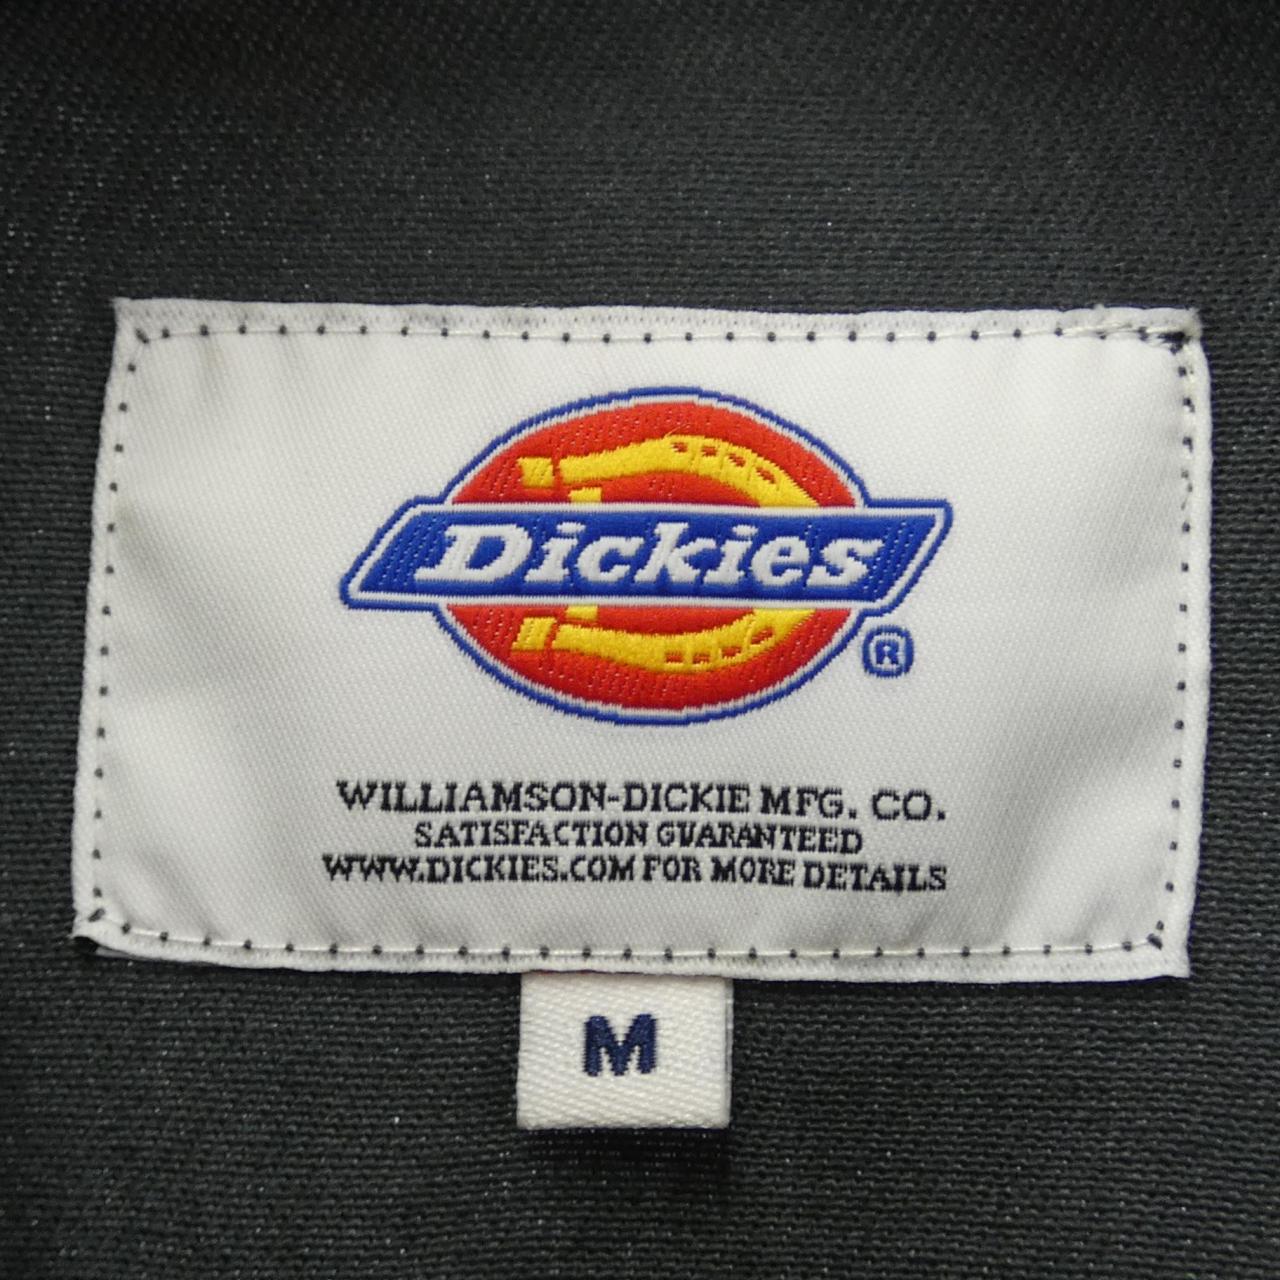 Dickies
®
WILLIAMSON-DICKIE MFG. CO.
SATISFACTION GUARANTEED
WWW.DICKIES.COM FOR MORE DETAILS
M